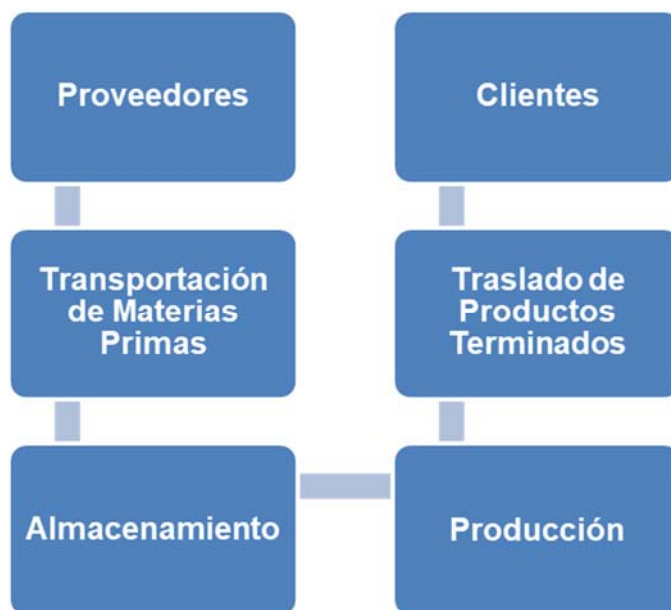 Proveedores
Transportación
de Materias
Primas
Almacenamiento
Producción
Traslado de
Productos
Terminados
Clientes